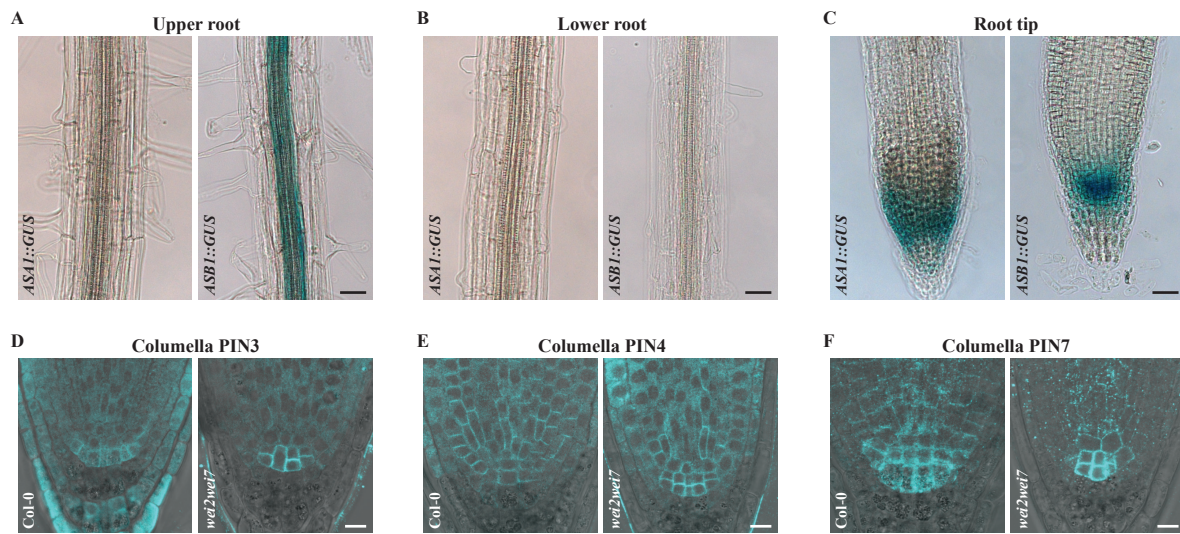 A
Upper root
ASA1::GUS
ASB1::GUS
B
Lower root
ASA1::GUS
ASB1::GUS
C
Root tip
ASA1::GUS
ASB1::GUS
D
Columella PIN3
Col-0
wei2wei7
E
Columella PIN4
Col-0
wei2wei7
F
Columella PIN7
Col-0
wei2wei7